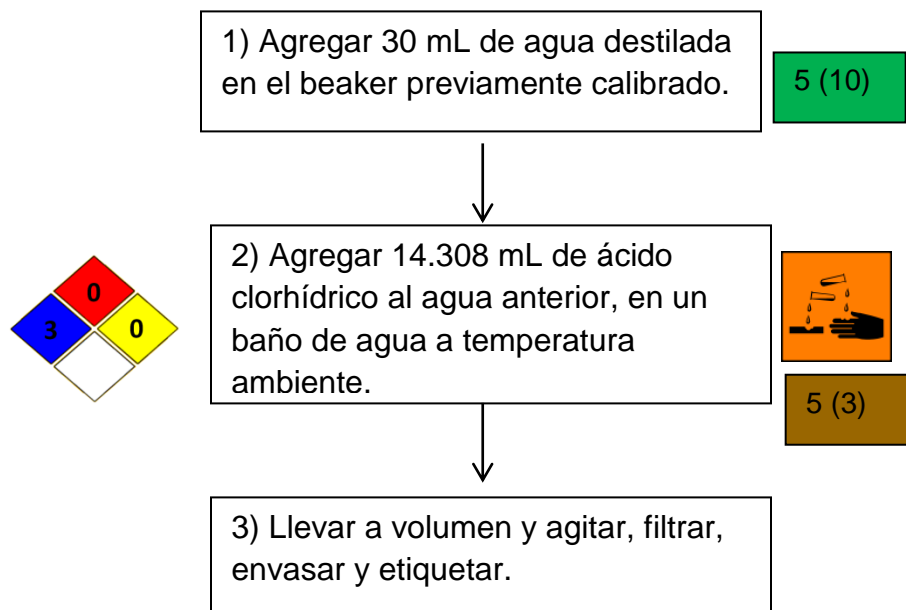 1) Agregar 30 mL de agua destilada
en el beaker previamente calibrado.
5 (10)
2) Agregar 14.308 mL de ácido
clorhídrico al agua anterior, en un
baño de agua a temperatura
ambiente.
0
3
0
5 (3)
3) Llevar a volumen y agitar, filtrar,
envasar y etiquetar.